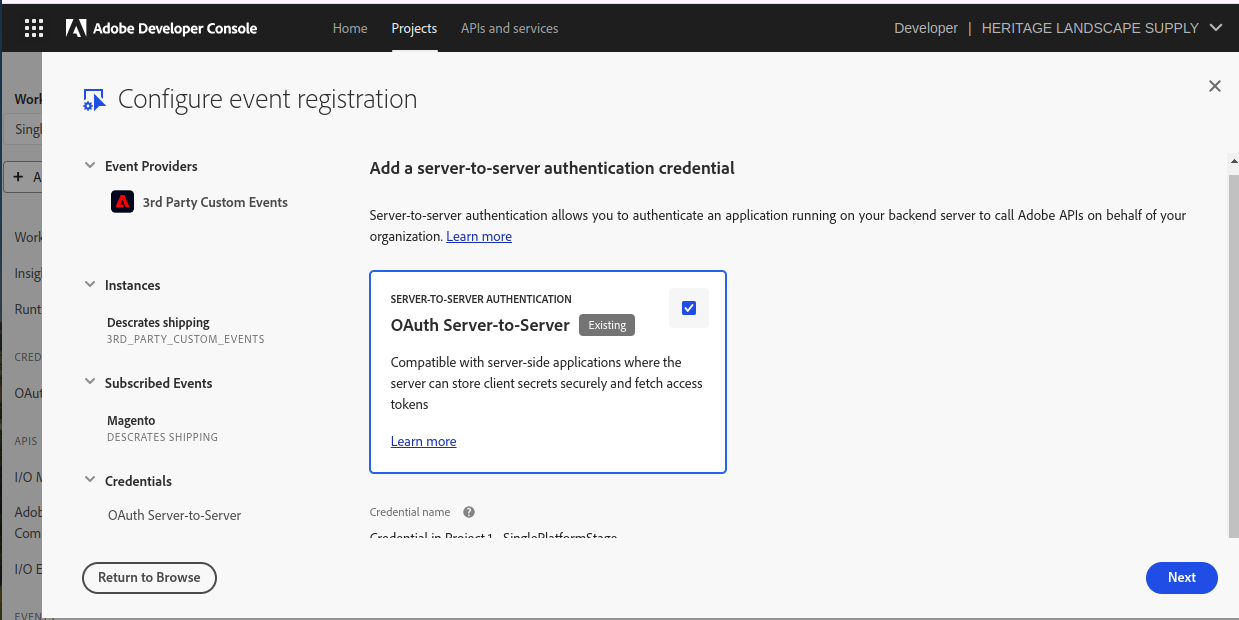 Adobe Developer Console
Home Projects APIs and services
Developer | HERITAGE LANDSCAPE SUPPLY
Configure event registration
Event Providers
3rd Party Custom Events
Instances
Descrates shipping
3RD_PARTY_CUSTOM_EVENTS
Subscribed Events
Magento
DESCRATES SHIPPING
Credentials
OAuth Server-to-Server
Add a server-to-server authentication credential
Server-to-server authentication allows you to authenticate an application running on your backend server to call Adobe APIs on behalf of your
organization. Learn more
SERVER-TO-SERVER AUTHENTICATION
OAuth Server-to-Server Existing
Compatible with server-side applications where the
server can store client secrets securely and fetch access
tokens
Learn more
Credential name
Credential in Project 1 - SinglePlatformStage
Return to Browse
Next